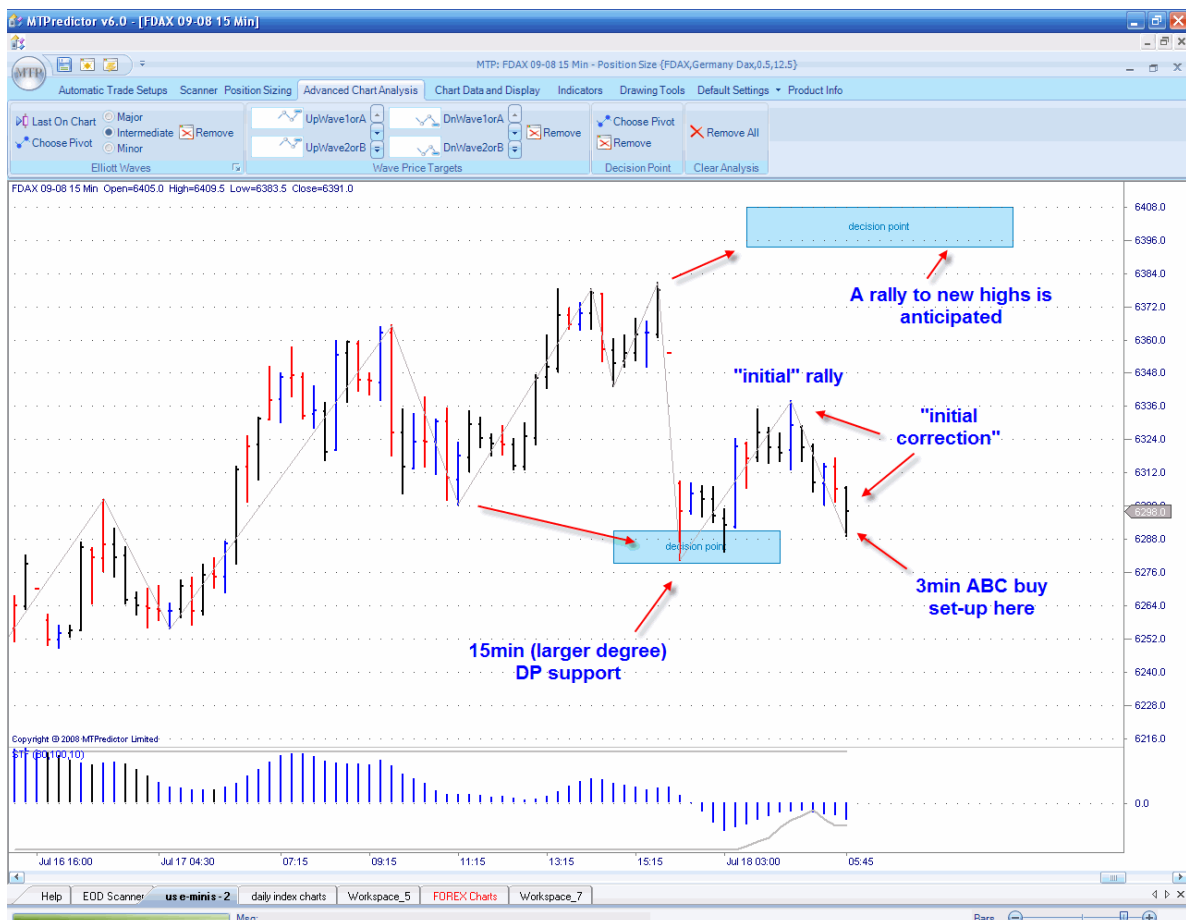 MTPredictor v6.0 - [FDAX 09-08 15 Min]
MTP: FDAX 09-08 15 Min - Position Size {FDAX,Germany Dax,0.5,12.5}
MTP
Automatic Trade Setups Scanner Position Sizing Advanced Chart Analysis Chart Data and Display Indicators Drawing Tools Default Settings Product Info
Last On Chart Major UpWave1orA DnWave1orA Choose Pivot
Intermediate Remove Remove Remove All
Choose Pivot Minor UpWave2orB DnWave2orB Remove
Elliott Waves Wave Price Targets Decision Point Clear Analysis
FDAX 09-08 15 Min Open=6405.0 High=6409.5 Low=6383.5 Close=6391.0
6408.0
decision point
6396.0
6384.0
A rally to new highs is
anticipated
6372.0
6360.0
"initial" rally
6348.0
6336.0
"initial
correction"
6324.0
6312.0
6298.0
6288.0
decision point
6276.0
3min ABC buy
set-up here
6264.0
15min (larger degree)
DP support
6252.0
6240.0
6228.0
6216.0
Copyright © 2008 MTPredictor Limited
0.0
Jul 16 16:00 Jul 17 04:30 07:15 09:15 11:15 13:15 15:15 Jul 18 03:00 05:45
Help EOD Scanner us e-minis - 2 daily index charts Workspace_5 FOREX Charts Workspace_7
Msg:
Bars